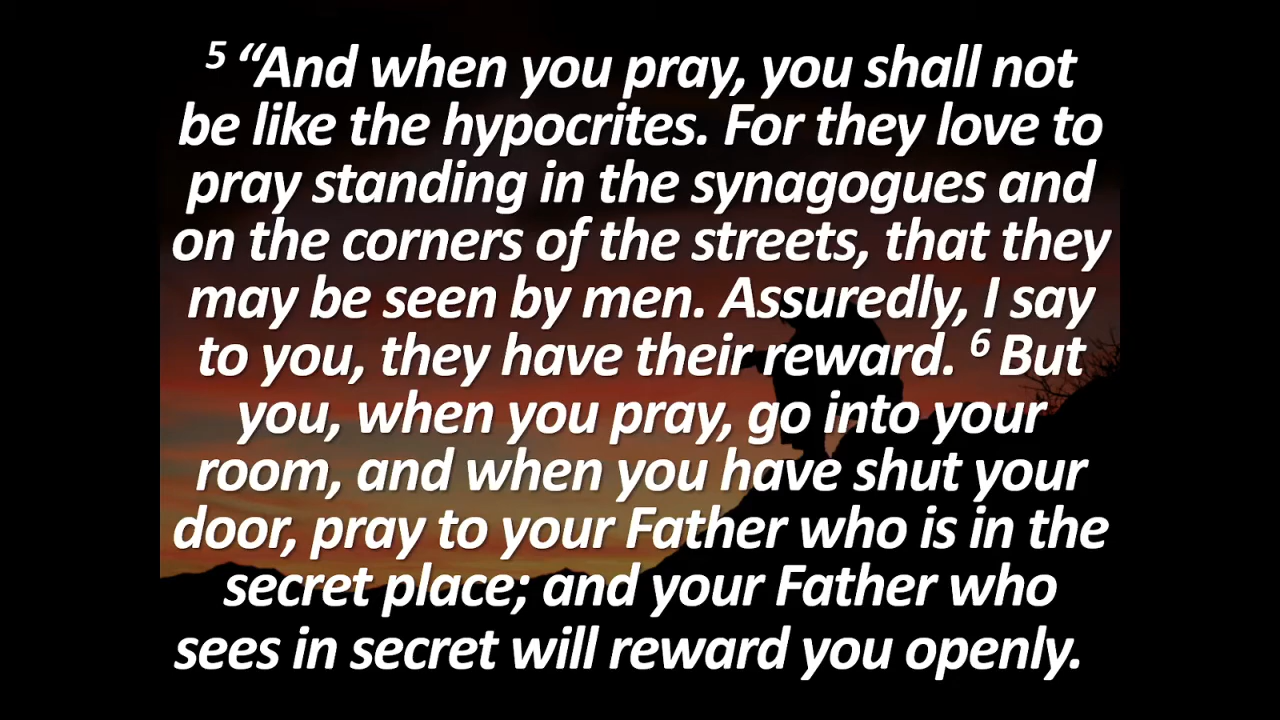 5 “And when you pray, you shall not
be like the hypocrites. For they love to
pray standing in the synagogues and
on the corners of the streets, that they
may be seen by men. Assuredly, I say
to you, they have their reward. 6 But
you, when you pray, go into your
room, and when you have shut your
door, pray to your Father who is in the
secret place; and your Father who
sees in secret will reward you openly.